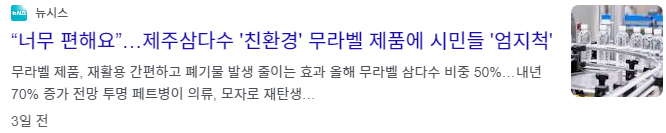 뉴시스
“너무 편해요”…제주삼다수 '친환경' 무라벨 제품에 시민들 '엄지척'
무라벨 제품, 재활용 간편하고 폐기물 발생 줄이는 효과 올해 무라벨 삼다수 비중 50%…내년
70% 증가 전망 투명 페트병이 의류, 모자로 재탄생...
3일 전